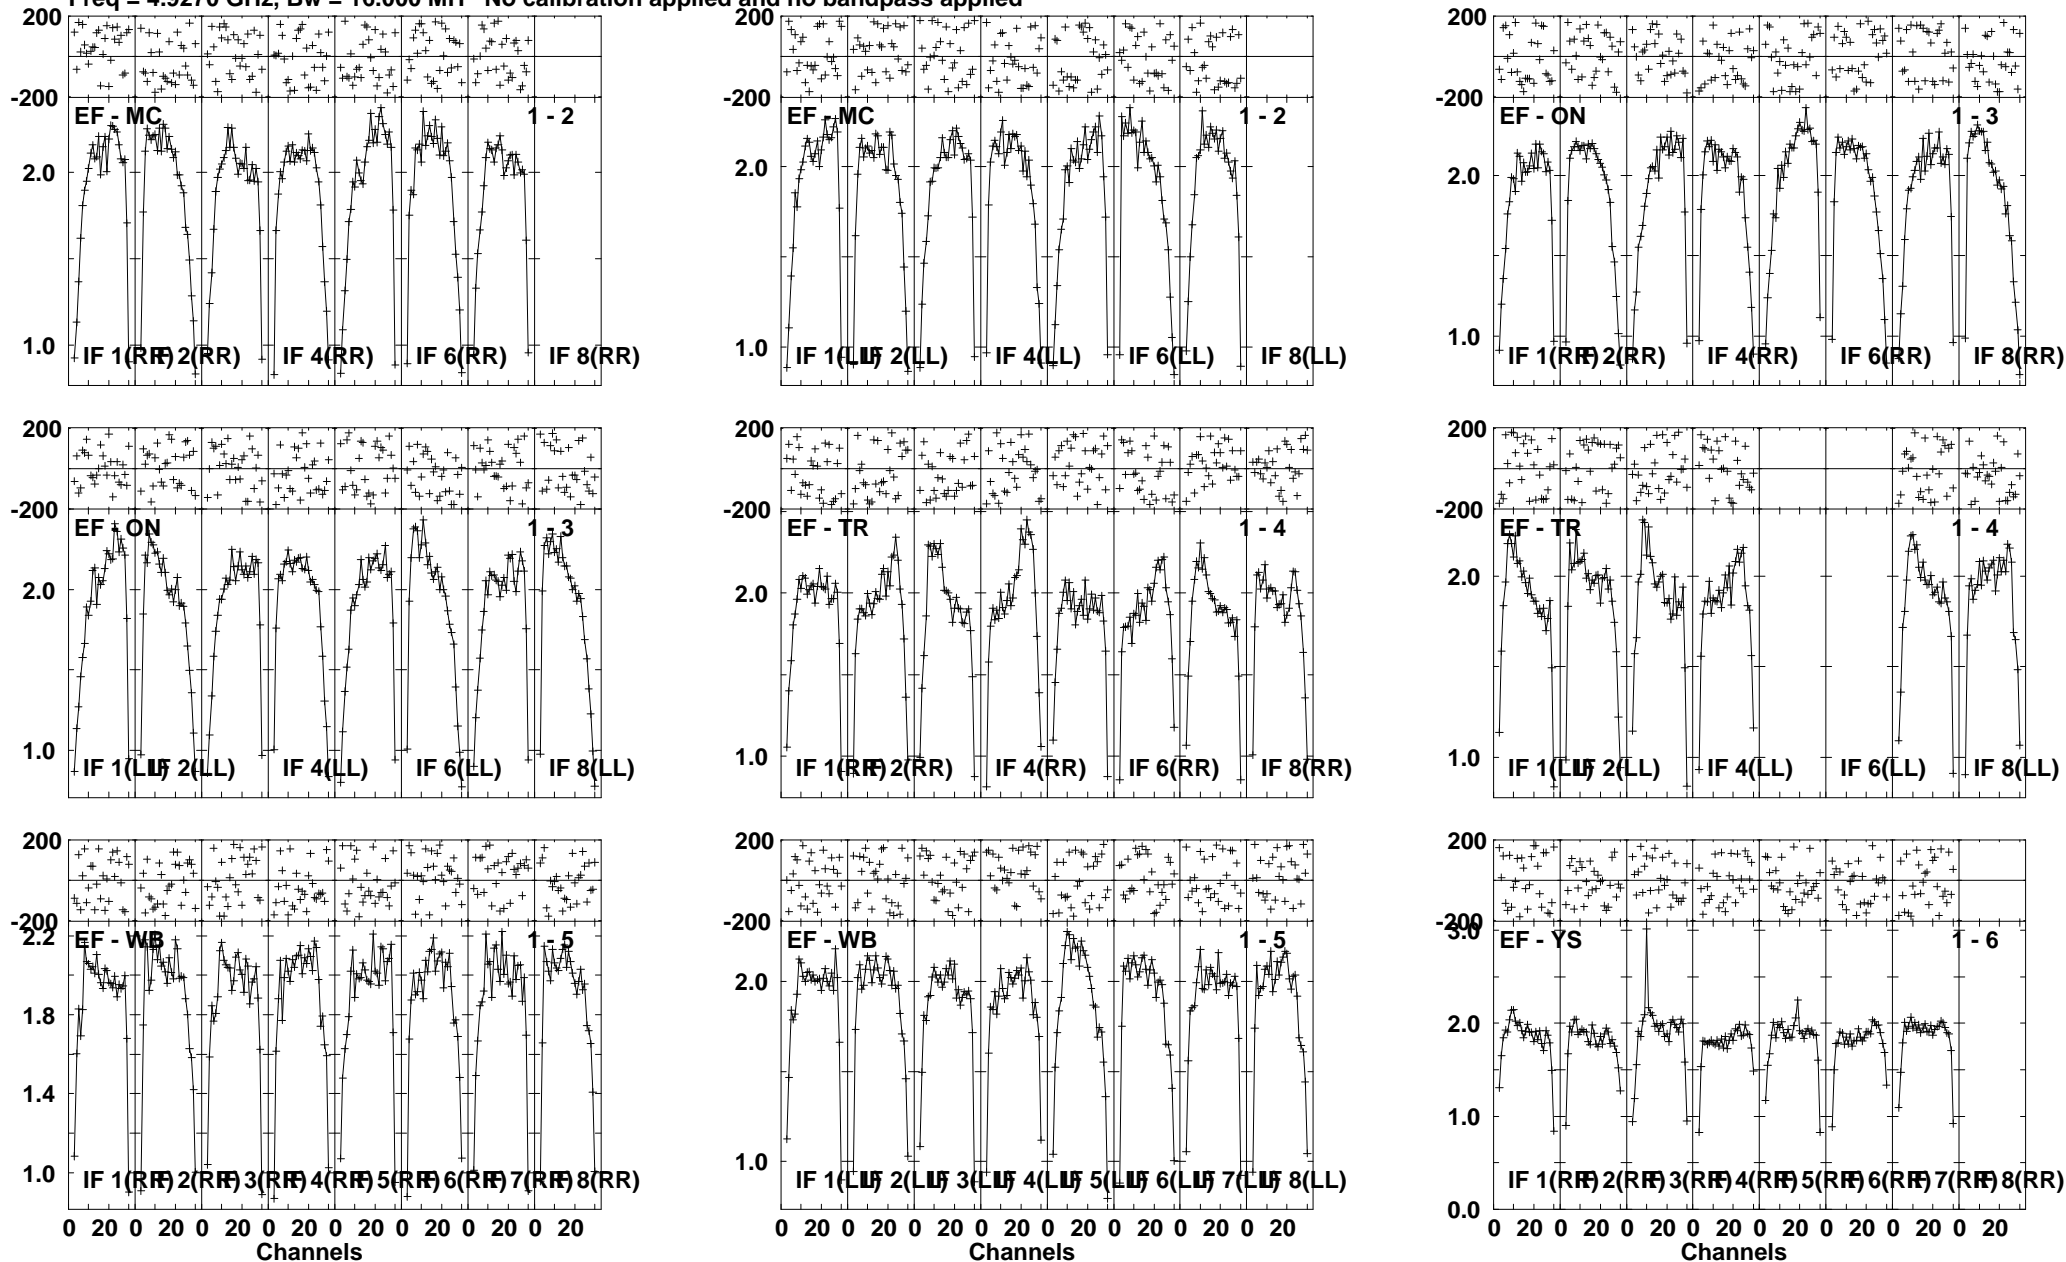 Freq = 4.9270 GHz, Bw = 16.000 MH No calibration applied and no bandpass applied
200
-200
EF - MC
1 - 2
2.0
1.0
IF 1(RR)
IF 2(RR)
IF 4(RR)
IF 6(RR)
IF 8(RR)
200
-200
EF - MC
1 - 2
2.0
1.0
IF 1(LL)
IF 2(LL)
IF 4(LL)
IF 6(LL)
IF 8(LL)
200
-200
EF - ON
1 - 3
2.0
1.0
IF 1(RR)
IF 2(RR)
IF 4(RR)
IF 6(RR)
IF 8(RR)
200
-200
EF - ON
1 - 3
2.0
1.0
IF 1(LL)
IF 2(LL)
IF 4(LL)
IF 6(LL)
IF 8(LL)
200
-200
EF - TR
1 - 4
2.0
1.0
IF 1(RR)
IF 2(RR)
IF 4(RR)
IF 6(RR)
IF 8(RR)
200
-200
EF - TR
1 - 4
2.0
1.0
IF 1(LL)
IF 2(LL)
IF 4(LL)
IF 6(LL)
IF 8(LL)
200
-200
EF - WB
1 - 5
2.2
1.8
1.4
1.0
IF 1(RR)
IF 2(RR)
IF 3(RR)
IF 4(RR)
IF 5(RR)
IF 6(RR)
IF 7(RR)
IF 8(RR)
0 20 0 20 0 20 0 20 0 20 0 20 0 20 0 20
Channels
200
-200
EF - WB
1 - 5
2.0
1.0
IF 1(LL)
IF 2(LL)
IF 3(LL)
IF 4(LL)
IF 5(LL)
IF 6(LL)
IF 7(LL)
IF 8(LL)
0 20 0 20 0 20 0 20 0 20 0 20 0 20 0 20
Channels
200
-200
EF - YS
1 - 6
3.0
2.0
1.0
0.0
IF 1(RR)
IF 2(RR)
IF 3(RR)
IF 4(RR)
IF 5(RR)
IF 6(RR)
IF 7(RR)
IF 8(RR)
0 20 0 20 0 20 0 20 0 20 0 20 0 20 0 20
Channels